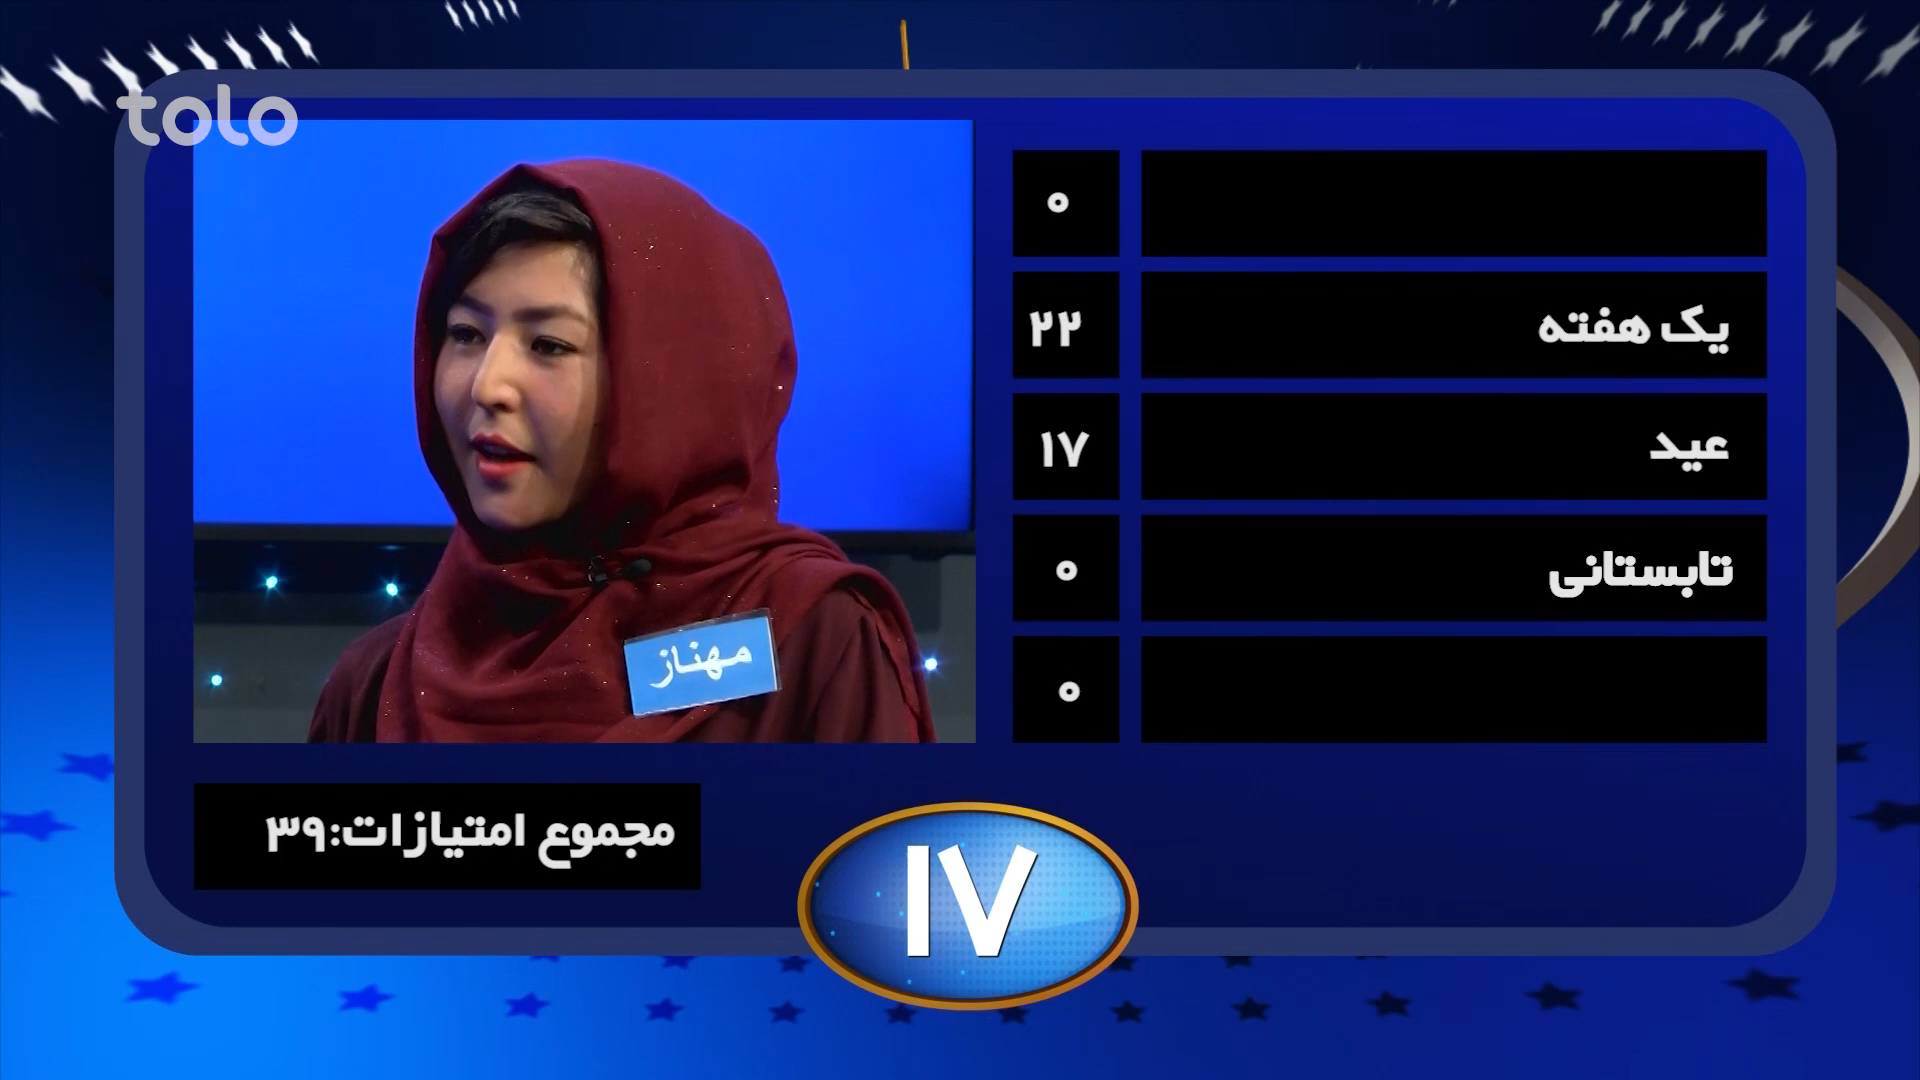 tolo
۰
یک هفته ۲۲
عید ۱۷
تابستانی ۰
۰
مهناز
مجموع امتیازات:۳۹
۱۷